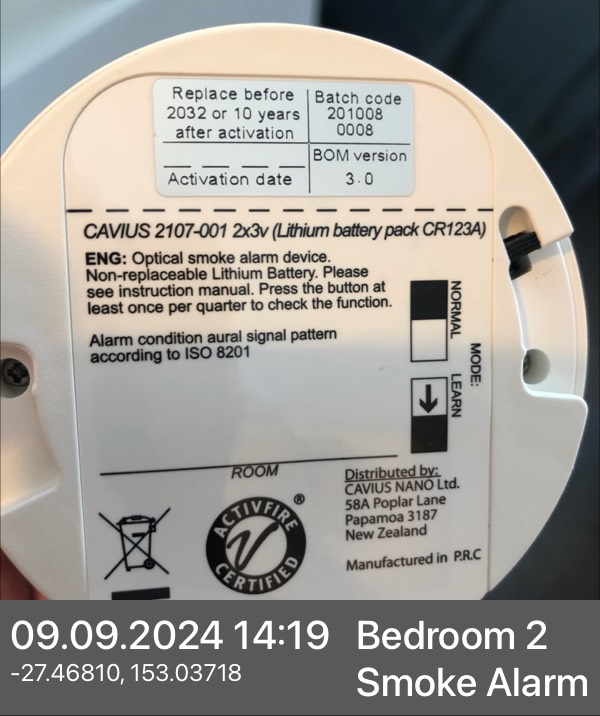 Replace before
2032 or 10 years
after activation
Activation date
Batch code
201008
0008
BOM version
3.0
CAVIUS 2107-001 2x3v (Lithium battery pack CR123A)
ENG: Optical smoke alarm device.
Non-replaceable Lithium Battery. Please
see instruction manual. Press the button at
least once per quarter to check the function.
Alarm condition aural signal pattern
according to ISO 8201
NORMAL
LEARN
MODE:
ROOM
ACTIVFIRE
®
CERTIFIED
Distributed by:
CAVIUS NANO Ltd.
58A Poplar Lane
Papamoa 3187
New Zealand
Manufactured in P.R.C
09.09.2024 14:19
-27.46810, 153.03718
Bedroom 2
Smoke Alarm